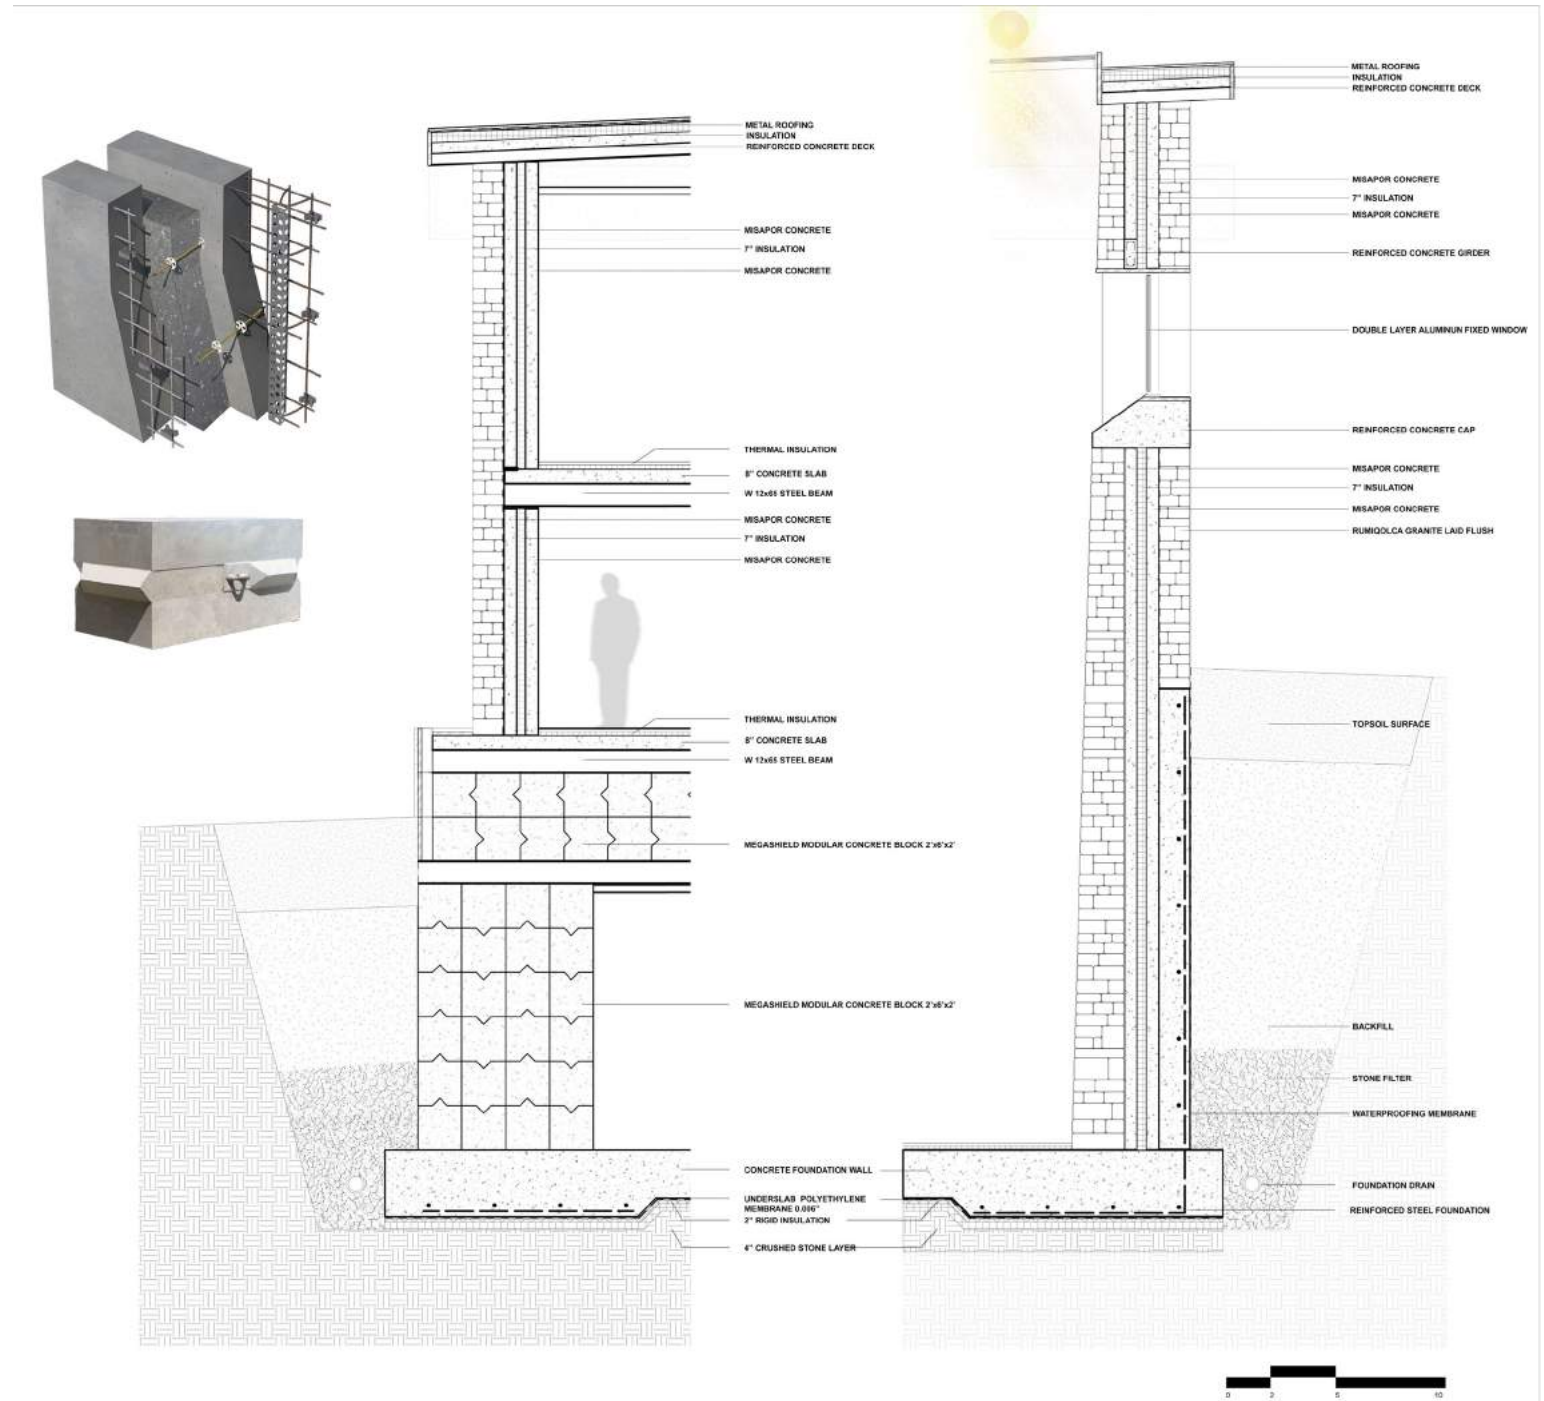 METAL ROOFING
INSULATION
REINFORCED CONCRETE DECK
MISAPOR CONCRETE
7" INSULATION
MISAPOR CONCRETE
THERMAL INSULATION
8" CONCRETE SLAB
W 12x65 STEEL BEAM
MISAPOR CONCRETE
7" INSULATION
MISAPOR CONCRETE
THERMAL INSULATION
8" CONCRETE SLAB
W 12x65 STEEL BEAM
MEGASHIELD MODULAR CONCRETE BLOCK 2'x6'x2'
MEGASHIELD MODULAR CONCRETE BLOCK 2'x6'x2'
CONCRETE FOUNDATION WALL
UNDERSLAB POLYETHYLENE
MEMBRANE 0.006"
2" RIGID INSULATION
4" CRUSHED STONE LAYER
METAL ROOFING
INSULATION
REINFORCED CONCRETE DECK
MISAPOR CONCRETE
7" INSULATION
MISAPOR CONCRETE
REINFORCED CONCRETE GIRDER
DOUBLE LAYER ALUMINUN FIXED WINDOW
REINFORCED CONCRETE CAP
MISAPOR CONCRETE
7" INSULATION
MISAPOR CONCRETE
RUMIQOLCA GRANITE LAID FLUSH
TOPSOIL SURFACE
BACKFILL
STONE FILTER
WATERPROOFING MEMBRANE
FOUNDATION DRAIN
REINFORCED STEEL FOUNDATION
0 2 5 10